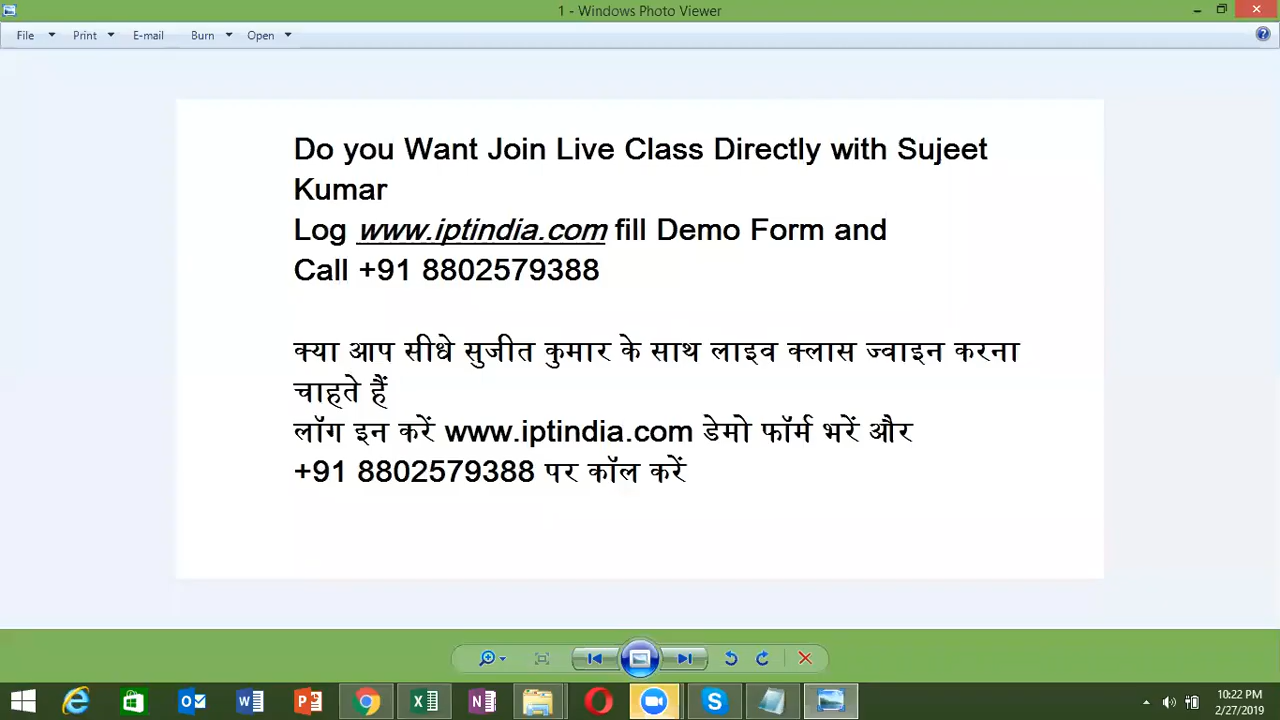 1 - Windows Photo Viewer
File Print E-mail Burn Open
Do you Want Join Live Class Directly with Sujeet
Kumar
Log www.iptindia.com fill Demo Form and
Call +91 8802579388
क्या आप सीधे सुजीत कुमार के साथ लाइव क्लास ज्वाइन करना
चाहते हैं
लॉग इन करें www.iptindia.com डेमो फॉर्म भरें और
+91 8802579388 पर कॉल करें
10:22 PM
2/27/2019